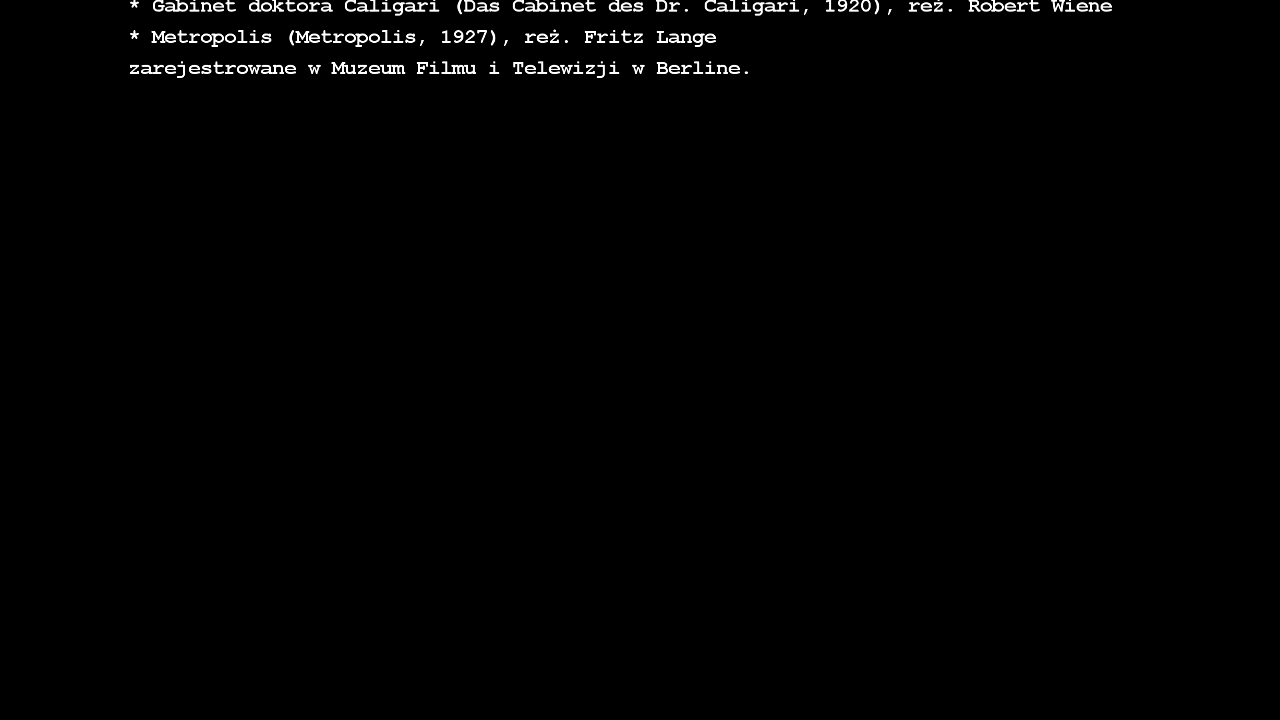 * Gabinet doktora Caligari (Das Cabinet des Dr. Caligari, 1920), reż. Robert Wiene
* Metropolis (Metropolis, 1927), reż. Fritz Lange
zarejestrowane w Muzeum Filmu i Telewizji w Berline.